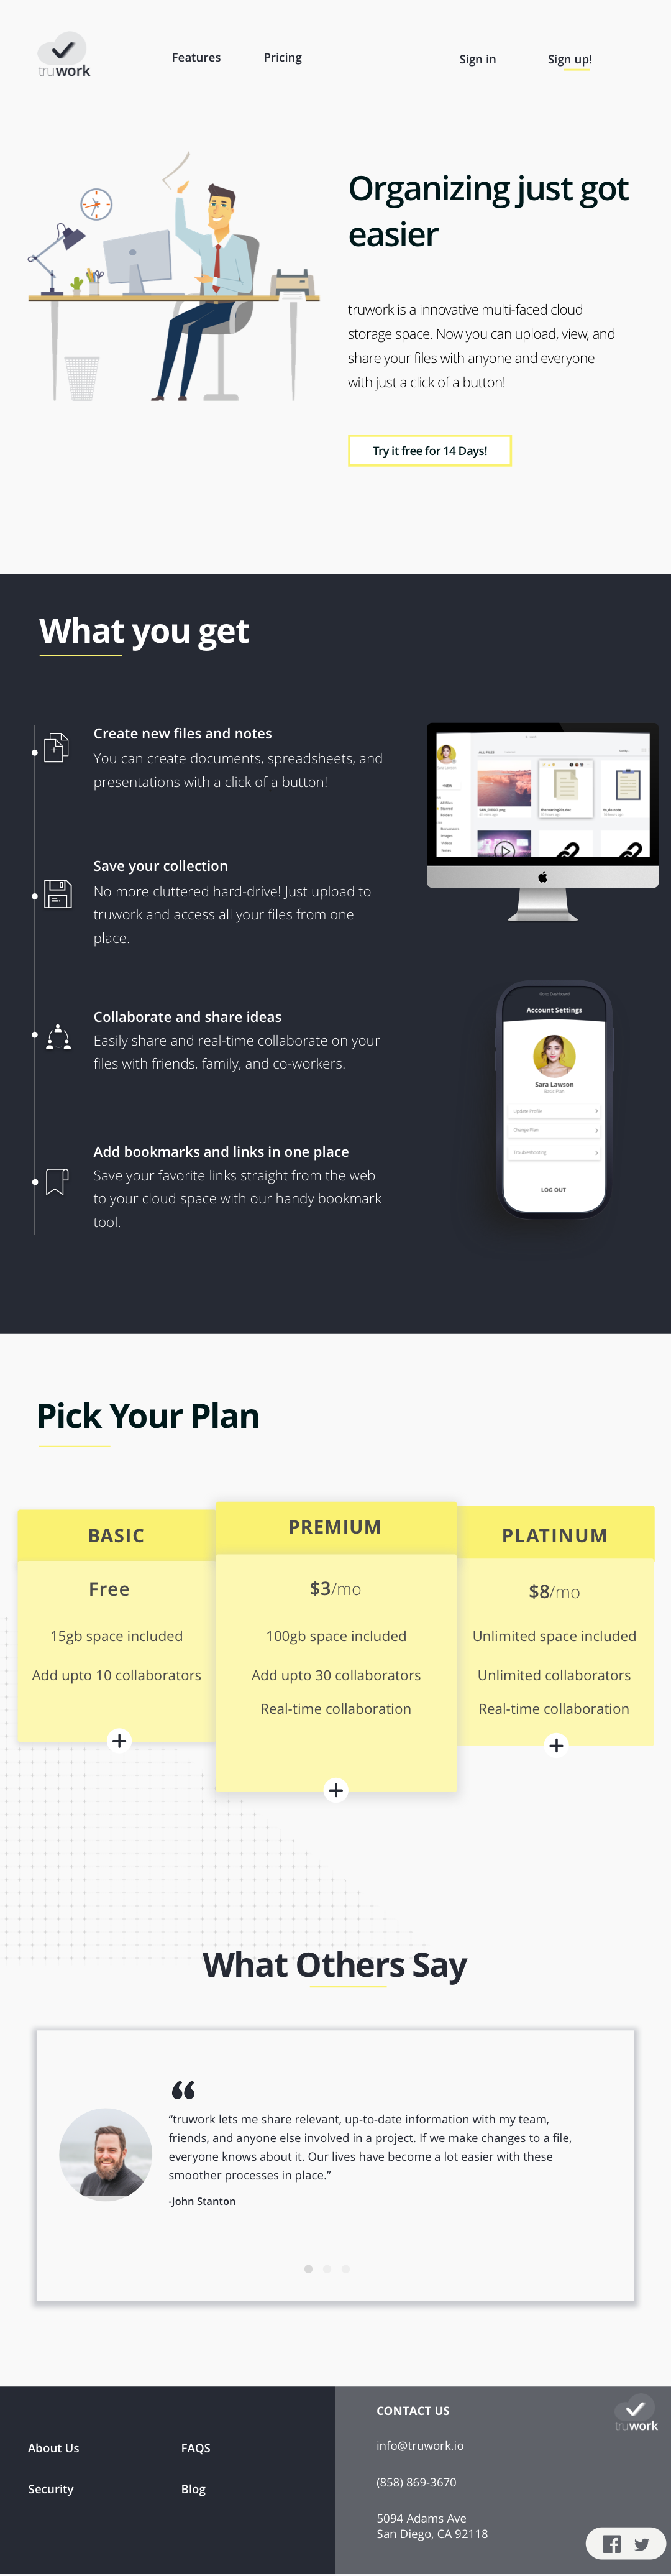 truwork
Features
Pricing
Sign in
Sign up!
Organizing just got
easier
truwork is a innovative multi-faced cloud
storage space. Now you can upload, view, and
share your files with anyone and everyone
with just a click of a button!
Try it free for 14 Days!
What you get
Create new files and notes
You can create documents, spreadsheets, and
presentations with a click of a button!
Save your collection
No more cluttered hard-drive! Just upload to
truwork and access all your files from one
place.
Collaborate and share ideas
Easily share and real-time collaborate on your
files with friends, family, and co-workers.
Add bookmarks and links in one place
Save your favorite links straight from the web
to your cloud space with our handy bookmark
tool.
ALL FILES
Go to Dashboard
Account Settings
Sara Lawson
Basic Plan
Update Profile
Change Plan
Troubleshooting
LOG OUT
Pick Your Plan
BASIC
Free
15gb space included
Add upto 10 collaborators
PREMIUM
$3/mo
100gb space included
Add upto 30 collaborators
Real-time collaboration
PLATINUM
$8/mo
Unlimited space included
Unlimited collaborators
Real-time collaboration
What Others Say
“truwork lets me share relevant, up-to-date information with my team,
friends, and anyone else involved in a project. If we make changes to a file,
everyone knows about it. Our lives have become a lot easier with these
smoother processes in place.”
-John Stanton
About Us
FAQS
Security
Blog
CONTACT US
info@truwork.io
(858) 869-3670
5094 Adams Ave
San Diego, CA 92118
truwork